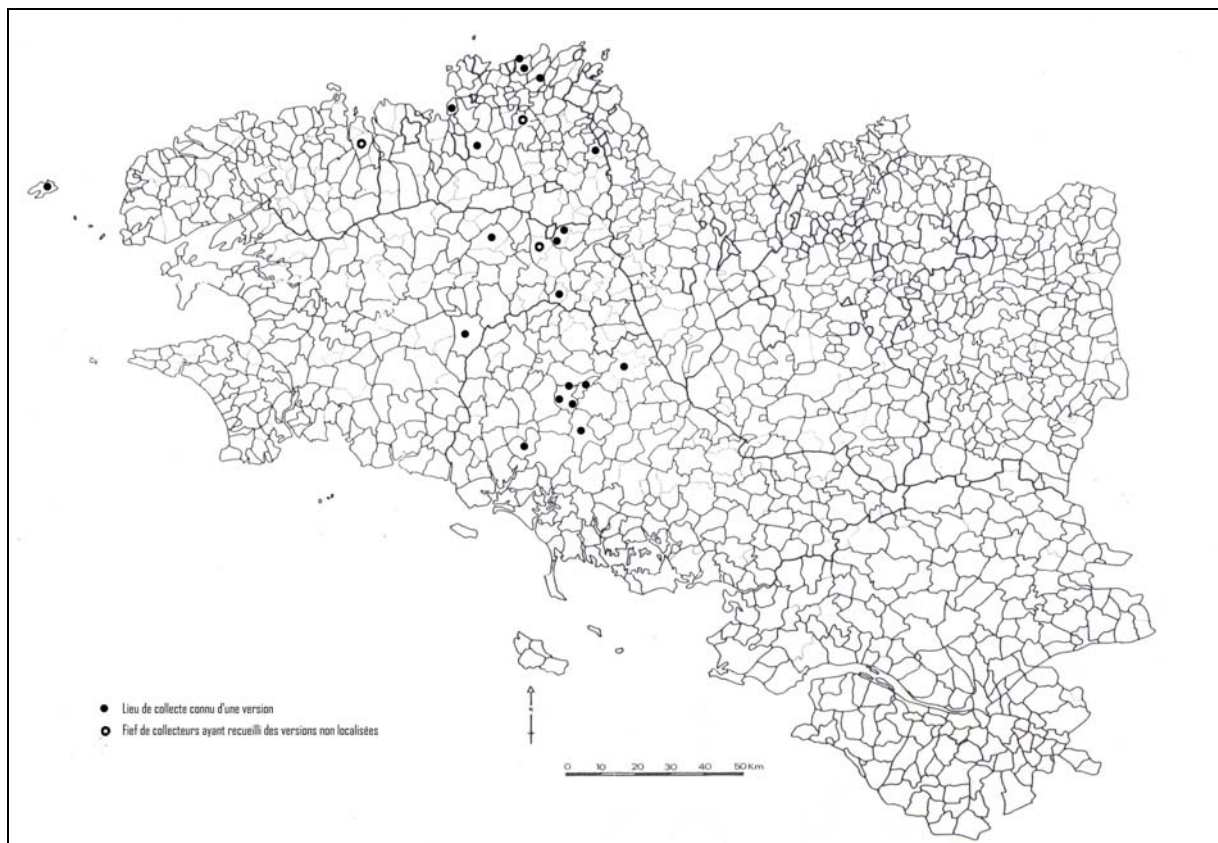 Lieu de collecte connu d'une version
Fief de collecteurs ayant recueilli des versions non localisées
0 10 20 30 40 50 Km